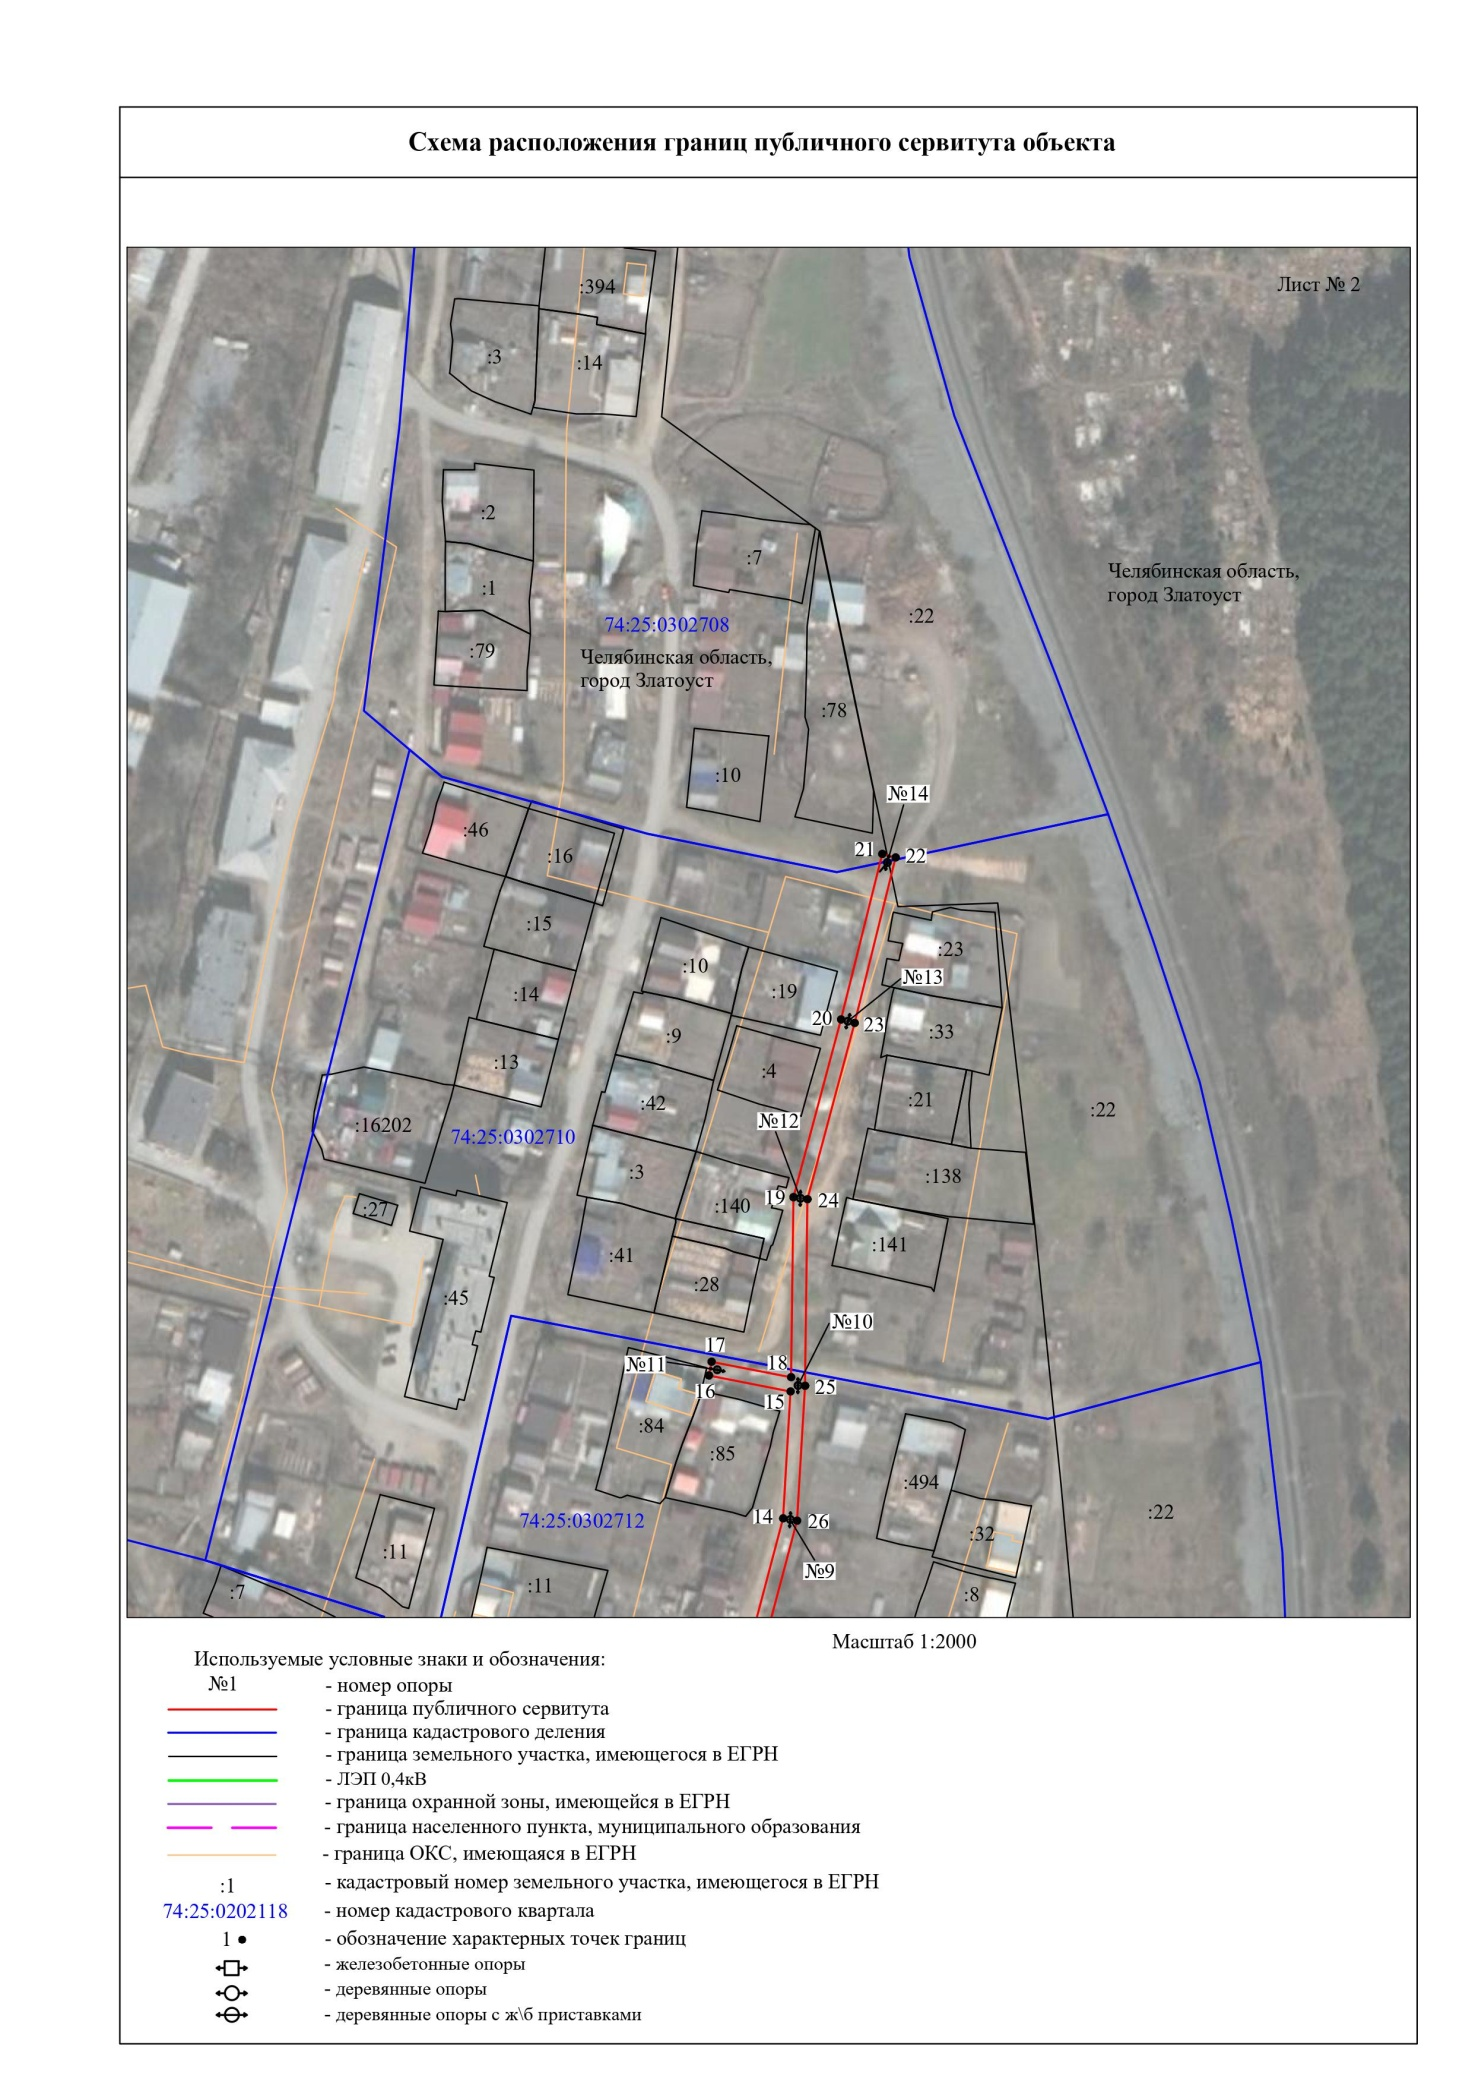 Схема расположения границ публичного сервитута объекта
Лист № 2
:394
:3
:14
:2
:7
Челябинская область,
город Златоуст
:1
:22
74:25:0302708
:79
Челябинская область,
город Златоуст
:78
:10
№14
:46
21
22
:16
:15
:23
:10
№13
:19
:14
20
23
:33
:9
:13
:4
:42
:21
:22
:16202
№12
74:25:0302710
:3
:138
19
24
:140
:27
:141
:41
:28
:45
№10
17
№11
18
25
16
15
:84
:85
:494
:22
14
26
74:25:0302712
:32
:11
№9
:11
:7
:8
Масштаб 1:2000
Используемые условные знаки и обозначения:
№1 - номер опоры
- граница публичного сервитута
- граница кадастрового деления
- граница земельного участка, имеющегося в ЕГРН
- ЛЭП 0,4кВ
- граница охранной зоны, имеющейся в ЕГРН
- граница населенного пункта, муниципального образования
- граница ОКС, имеющаяся в ЕГРН
:1 - кадастровый номер земельного участка, имеющегося в ЕГРН
74:25:0202118 - номер кадастрового квартала
1 - обозначение характерных точек границ
- железобетонные опоры
- деревянные опоры
- деревянные опоры с ж\б приставками